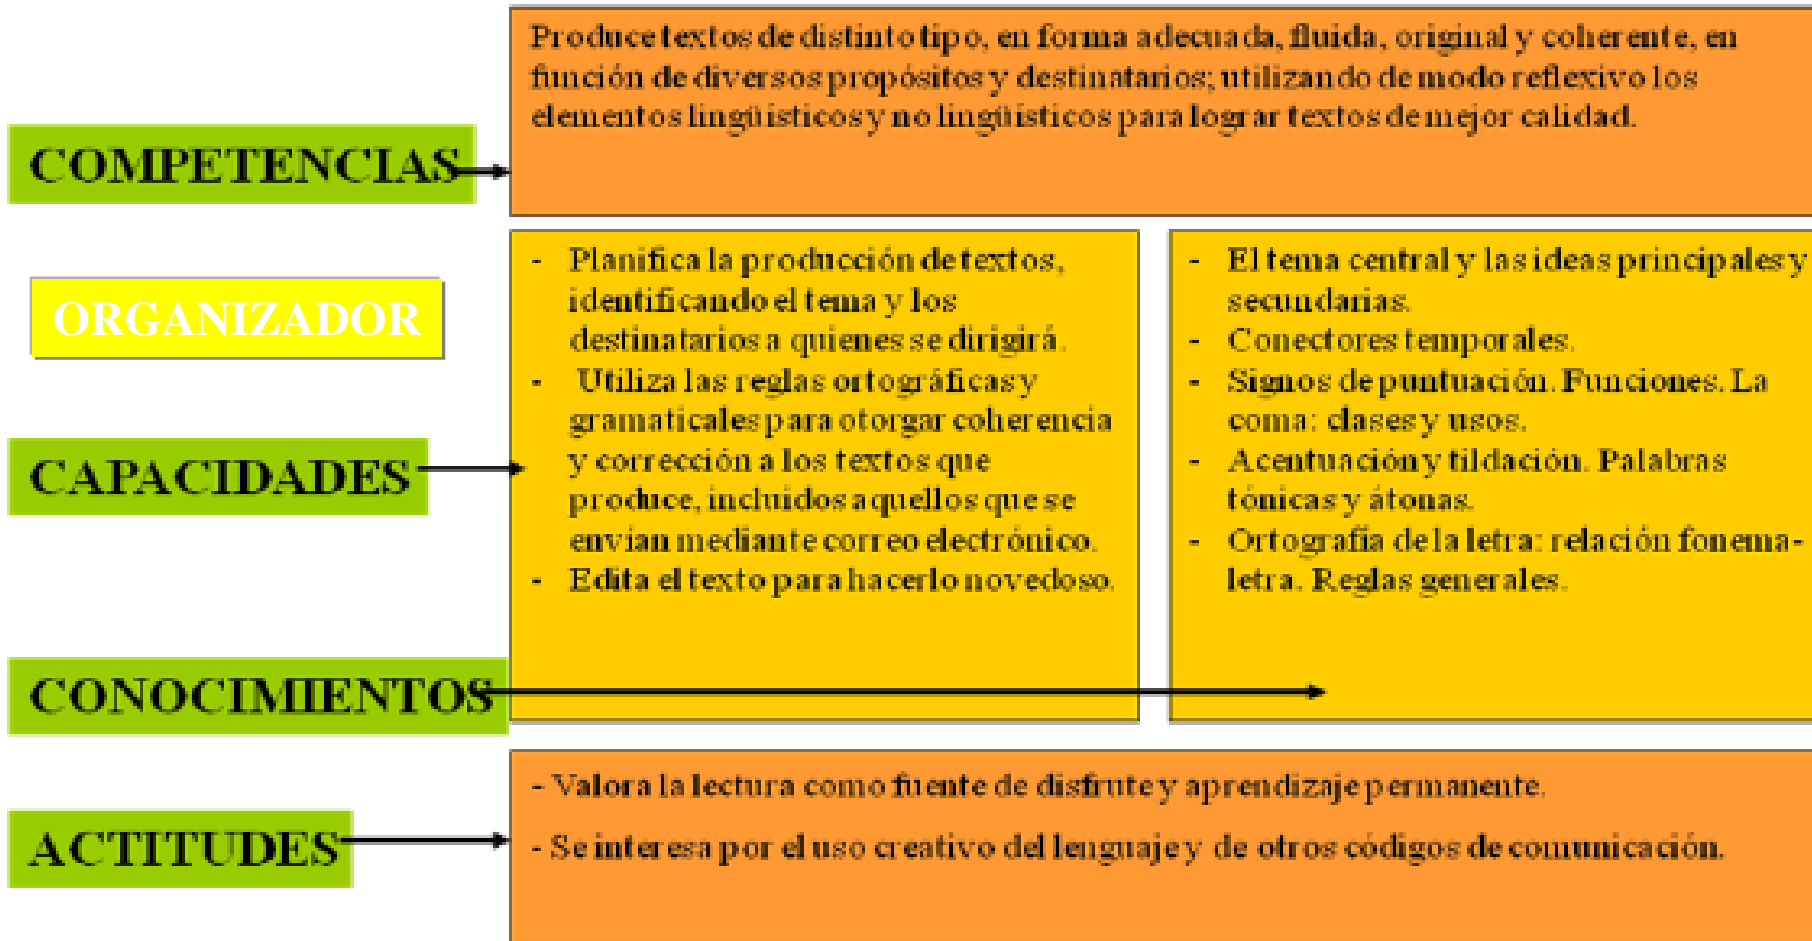 Produce textos de distinto tipo, en forma adecuada, fluida, original y coherente, en
función de diversos propósitos y destinatarios; utilizando de modo reflexivo los
elementos lingüísticos y no lingüísticos para lograr textos de mejor calidad.
COMPETENCIAS
ORGANIZADOR
CAPACIDADES
- Planifica la producción de textos,
identificando el tema y los
destinatarios a quienes se dirigirá.
- Utiliza las reglas ortográficas y
gramaticales para otorgar coherencia
y corrección a los textos que
produce, incluidos aquellos que se
envían mediante correo electrónico.
- Edita el texto para hacerlo novedoso.
CONOCIMIENTOS
- El tema central y las ideas principales y
secundarias.
- Conectores temporales.
- Signos de puntuación. Funciones. La
coma: clases y usos.
- Acentuación y tildación. Palabras
tónicas y átonas.
- Ortografía de la letra: relación fonema-
letra. Reglas generales.
ACTITUDES
- Valora la lectura como fuente de disfrute y aprendizaje permanente.
- Se interesa por el uso creativo del lenguaje y de otros códigos de comunicación.